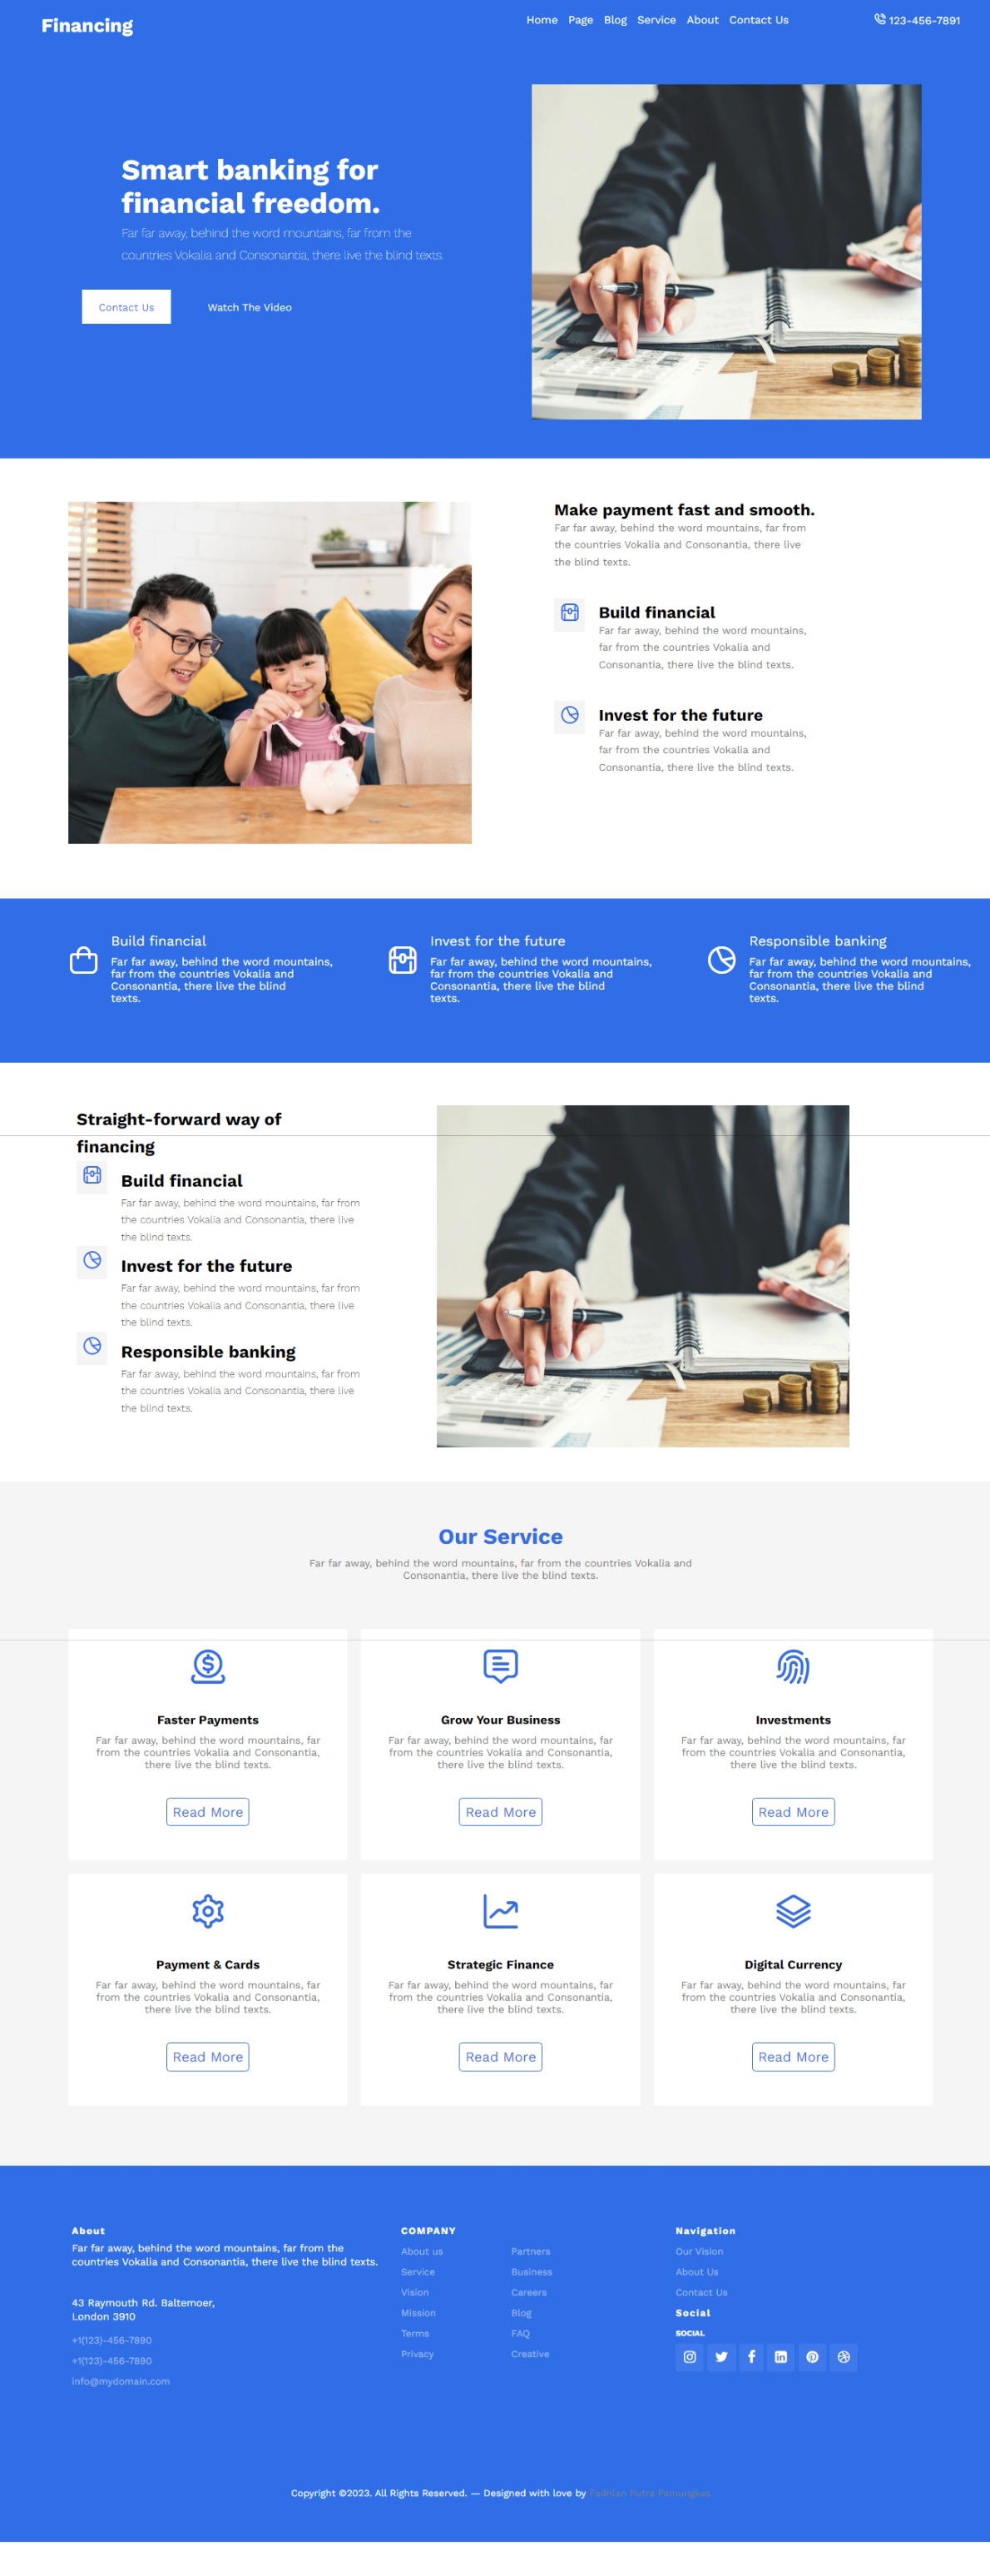 Financing
Home Page Blog Service About Contact Us
123-456-7891
Smart banking for
financial freedom.
Far far away, behind the word mountains, far from the
countries Vokalia and Consonantia, there live the blind texts.
Contact Us
Watch The Video
Make payment fast and smooth.
Far far away, behind the word mountains, far from
the countries Vokalia and Consonantia, there live
the blind texts.
Build financial
Far far away, behind the word mountains,
far from the countries Vokalia and
Consonantia, there live the blind texts.
Invest for the future
Far far away, behind the word mountains,
far from the countries Vokalia and
Consonantia, there live the blind texts.
Build financial
Far far away, behind the word mountains,
far from the countries Vokalia and
Consonantia, there live the blind
texts.
Invest for the future
Far far away, behind the word mountains,
far from the countries Vokalia and
Consonantia, there live the blind
texts.
Responsible banking
Far far away, behind the word mountains,
far from the countries Vokalia and
Consonantia, there live the blind
texts.
Straight-forward way of
financing
Build financial
Far far away, behind the word mountains, far from
the countries Vokalia and Consonantia, there live
the blind texts.
Invest for the future
Far far away, behind the word mountains, far from
the countries Vokalia and Consonantia, there live
the blind texts.
Responsible banking
Far far away, behind the word mountains, far from
the countries Vokalia and Consonantia, there live
the blind texts.
Our Service
Far far away, behind the word mountains, far from the countries Vokalia and
Consonantia, there live the blind texts.
Faster Payments
Far far away, behind the word mountains, far
from the countries Vokalia and Consonantia,
there live the blind texts.
Read More
Grow Your Business
Far far away, behind the word mountains, far
from the countries Vokalia and Consonantia,
there live the blind texts.
Read More
Investments
Far far away, behind the word mountains, far
from the countries Vokalia and Consonantia,
there live the blind texts.
Read More
Payment & Cards
Far far away, behind the word mountains, far
from the countries Vokalia and Consonantia,
there live the blind texts.
Read More
Strategic Finance
Far far away, behind the word mountains, far
from the countries Vokalia and Consonantia,
there live the blind texts.
Read More
Digital Currency
Far far away, behind the word mountains, far
from the countries Vokalia and Consonantia,
there live the blind texts.
Read More
About
Far far away, behind the word mountains, far from the
countries Vokalia and Consonantia, there live the blind texts.
43 Raymouth Rd. Baltemoer,
London 3910
+1(123)-456-7890
+1(123)-456-7890
info@mydomain.com
COMPANY
About us
Service
Vision
Mission
Terms
Privacy
Partners
Business
Careers
Blog
FAQ
Creative
Navigation
Our Vision
About Us
Contact Us
Social
SOCIAL
Copyright ©2023. All Rights Reserved. — Designed with love by Fadhlan Putra Pamungkas